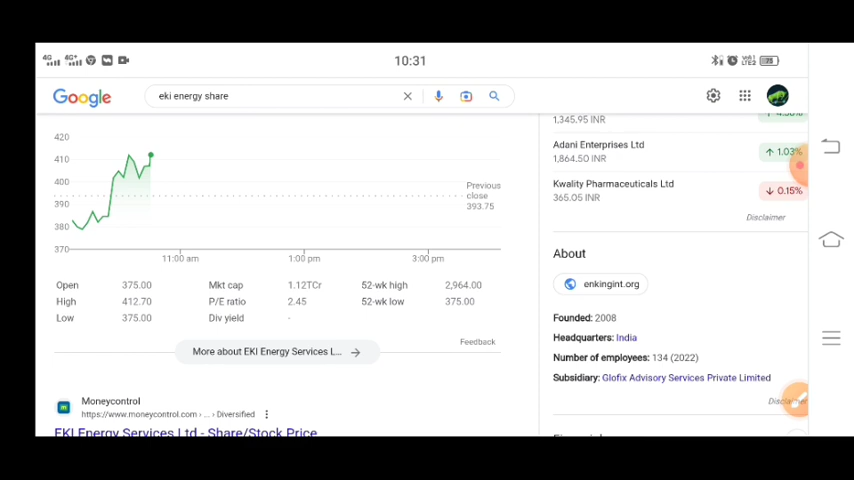 10:31
Google
eki energy share
420
410
400
390
380
370
Previous
close
393.75
11:00 am
1:00 pm
3:00 pm
Open 375.00 Mkt cap 1.12TCr 52-wk high 2,964.00
High 412.70 P/E ratio 2.45 52-wk low 375.00
Low 375.00 Div yield -
Feedback
More about EKI Energy Services L... →
Moneycontrol
https://www.moneycontrol.com › ... › Diversified
EKI Energy Services Ltd - Share/Stock Price
1,345.95 INR
Adani Enterprises Ltd
1,864.50 INR
↑ 1.03%
Kwality Pharmaceuticals Ltd
365.05 INR
↓ 0.15%
Disclaimer
About
enkingint.org
Founded: 2008
Headquarters: India
Number of employees: 134 (2022)
Subsidiary: Glofix Advisory Services Private Limited
Disclaimer